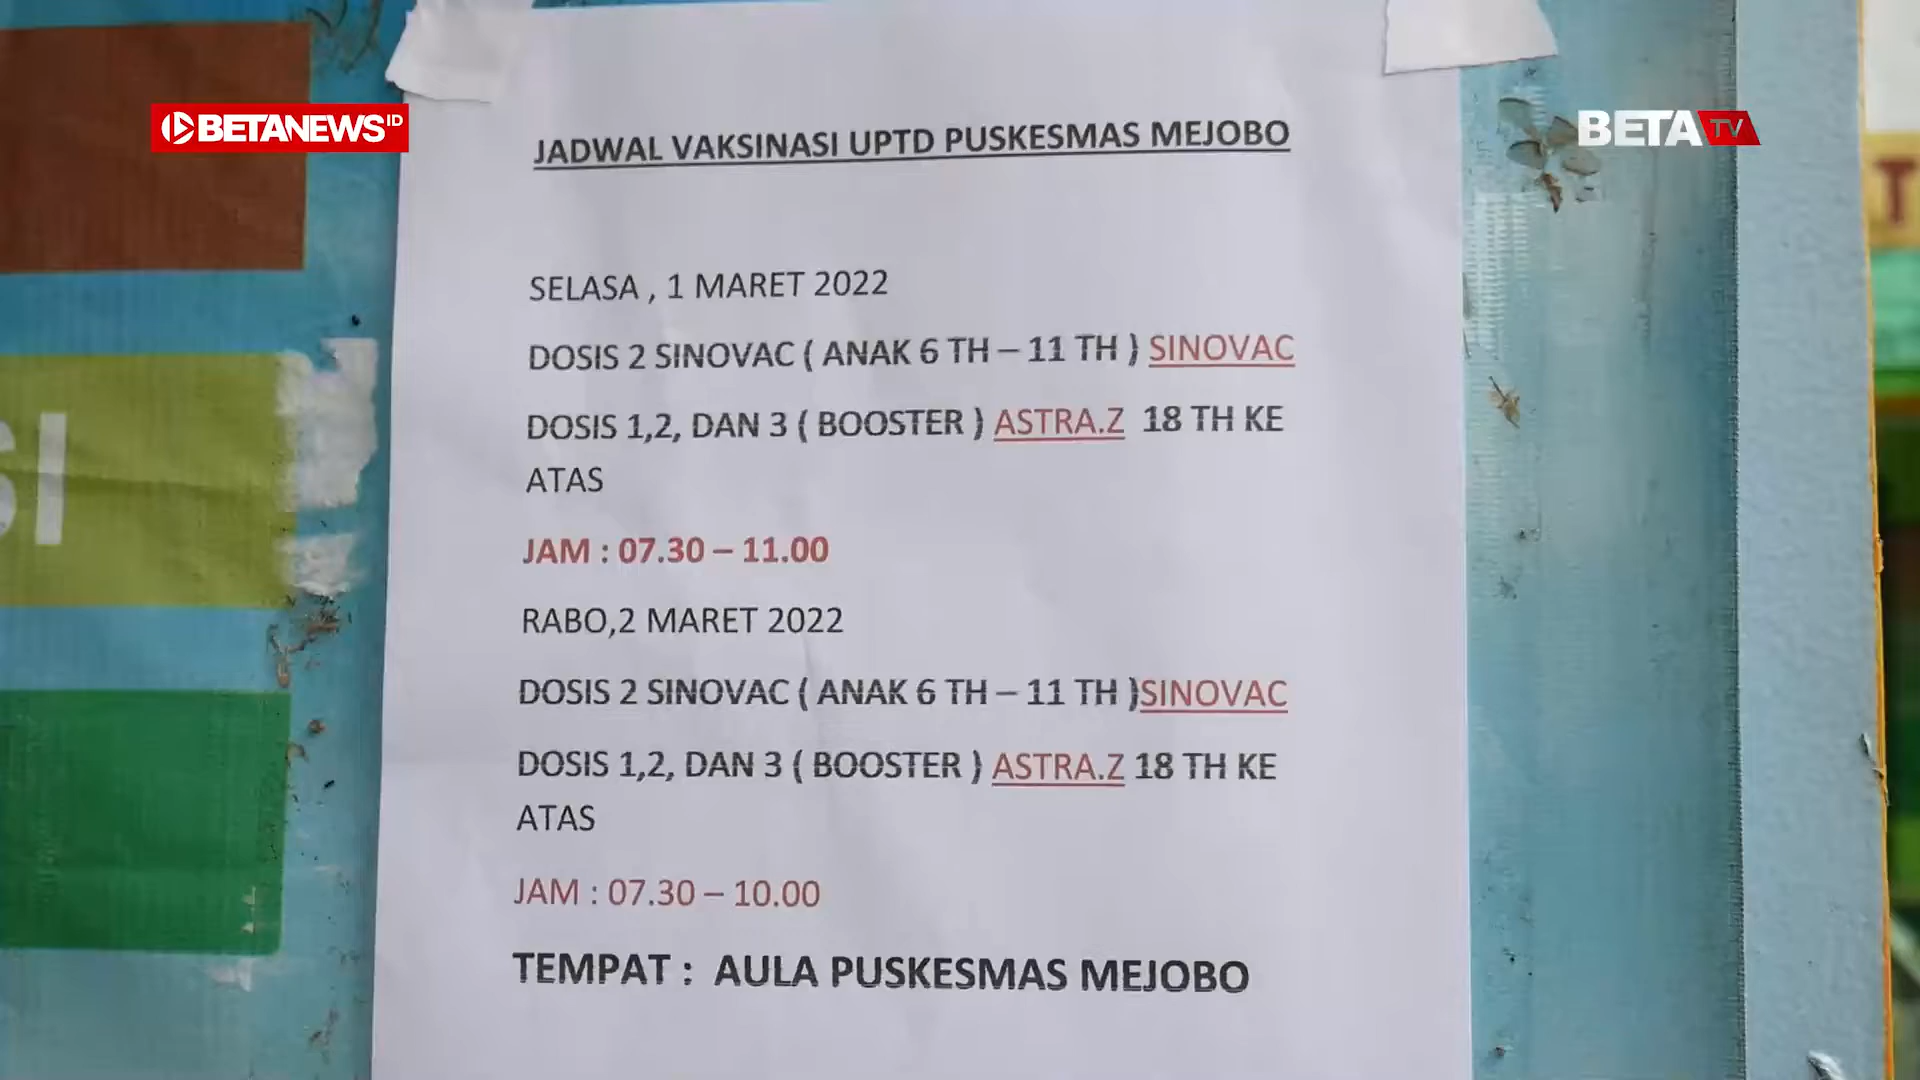 BETANEWS ID
BETA TV
JADWAL VAKSINASI UPTD PUSKESMAS MEJOBO
SELASA , 1 MARET 2022
DOSIS 2 SINOVAC ( ANAK 6 TH – 11 TH ) SINOVAC
DOSIS 1,2, DAN 3 ( BOOSTER ) ASTRA.Z 18 TH KE
ATAS
JAM : 07.30 – 11.00
RABO,2 MARET 2022
DOSIS 2 SINOVAC ( ANAK 6 TH – 11 TH )SINOVAC
DOSIS 1,2, DAN 3 ( BOOSTER ) ASTRA.Z 18 TH KE
ATAS
JAM : 07.30 – 10.00
TEMPAT : AULA PUSKESMAS MEJOBO